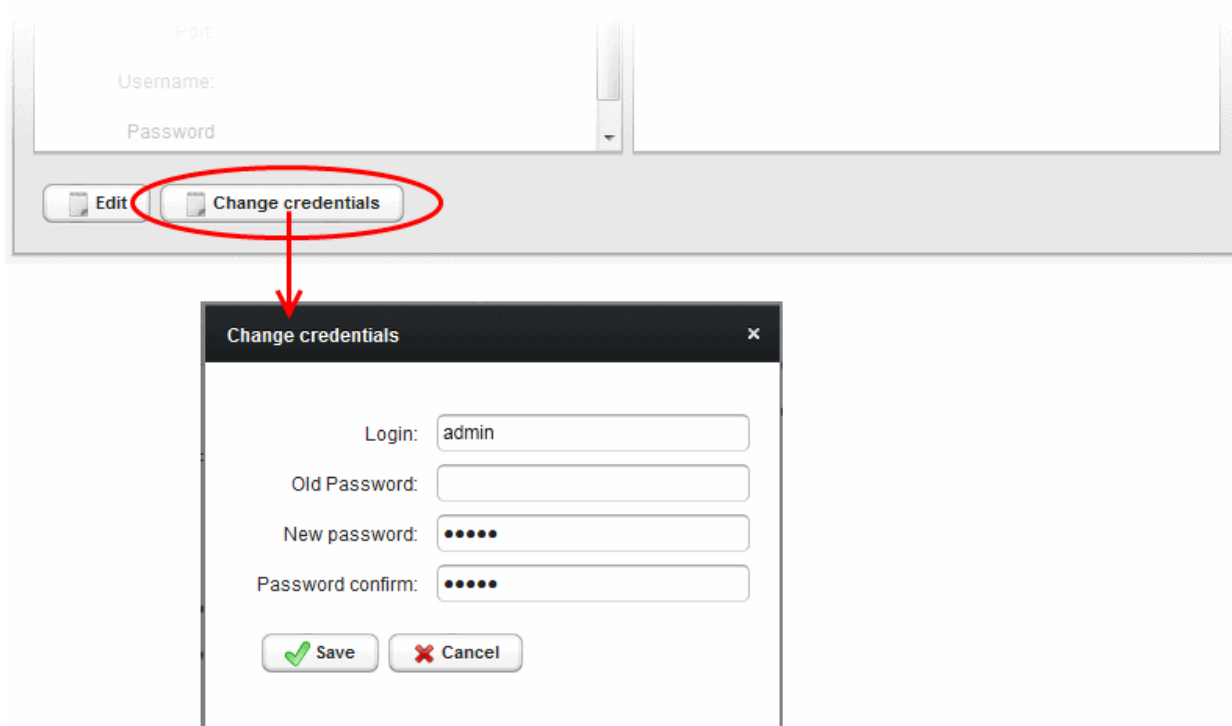 Port:
Username:
Password
Edit Change credentials
Change credentials ×
Login: admin
Old Password:
New password: •••••
Password confirm: •••••
Save Cancel